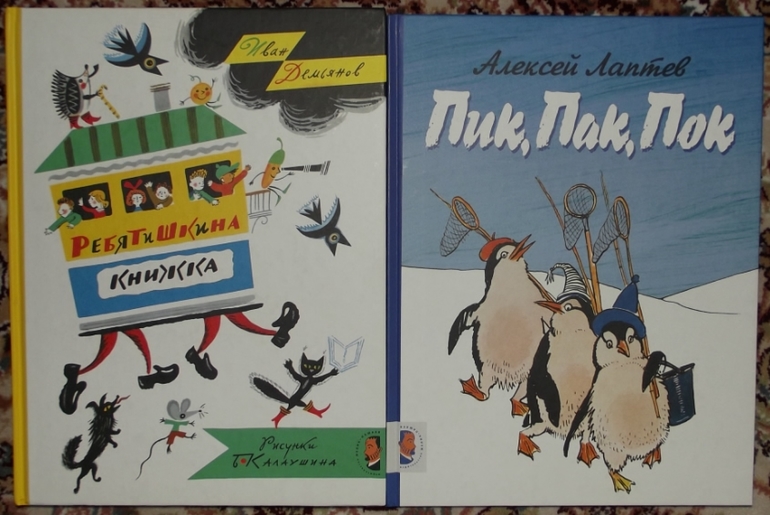 Иван
Демьянов
РЕБЯТИШКИНА
КНИЖКА
Рисунки
Б•КАЛАУШИНА
Алексей Лаптев
Пик, Пак, Пок